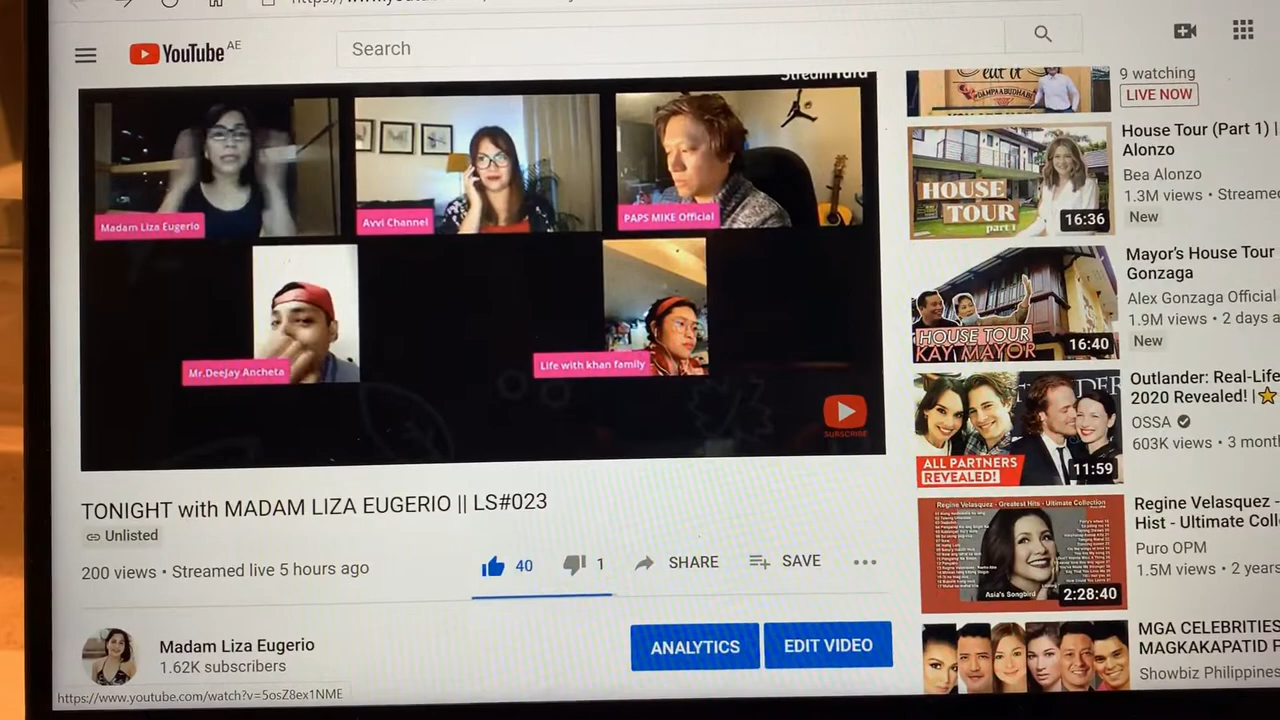 YouTube AE
Search
StreamYard
Madam Liza Eugerio
Avvi Channel
PAPS MIKE Official
Mr.DeeJay Ancheta
Life with khan family
SUBSCRIBE
TONIGHT with MADAM LIZA EUGERIO || LS#023
Unlisted
200 views • Streamed live 5 hours ago
40
1
SHARE
SAVE
Madam Liza Eugerio
1.62K subscribers
ANALYTICS
EDIT VIDEO
https://www.youtube.com/watch?v=5osZ8ex1NME
#DAMPAABUDHABI
9 watching
LIVE NOW
HOUSE
TOUR
part 1
16:36
House Tour (Part 1) |
Alonzo
Bea Alonzo
1.3M views • Streame
New
HOUSE TOUR
KAY MAYOR
16:40
Mayor's House Tour
Gonzaga
Alex Gonzaga Official
1.9M views • 2 days a
New
ALL PARTNERS
REVEALED!
11:59
Outlander: Real-Life
2020 Revealed! |
OSSA
603K views • 3 month
Regine Velasquez - Greatest Hits - Ultimate Collection
Asia's Songbird
2:28:40
Regine Velasquez -
Hist - Ultimate Coll
Puro OPM
1.5M views • 2 years
MGA CELEBRITIES
MAGKAKAPATID P
Showbiz Philippines